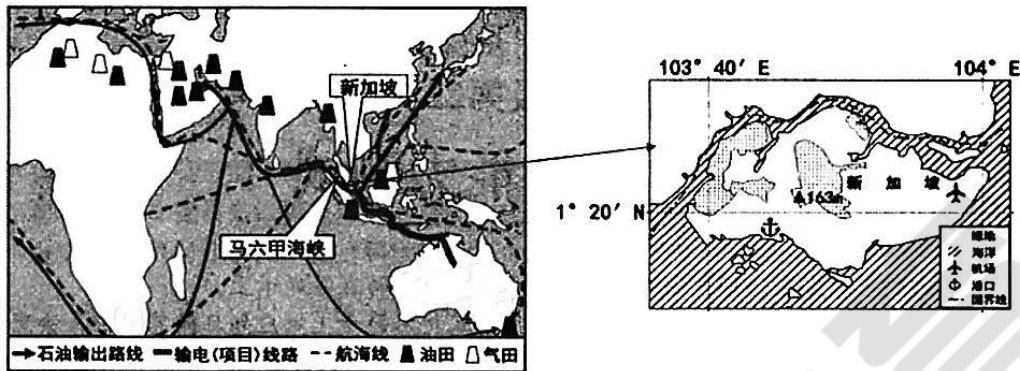 新加坡
马六甲海峡
石油输出路线 输电(项目)线路 航海线 油田 气田
103° 40′ E 104° E
新加坡
163m
1° 20′ N
绿地
海洋
机场
港口
国界线